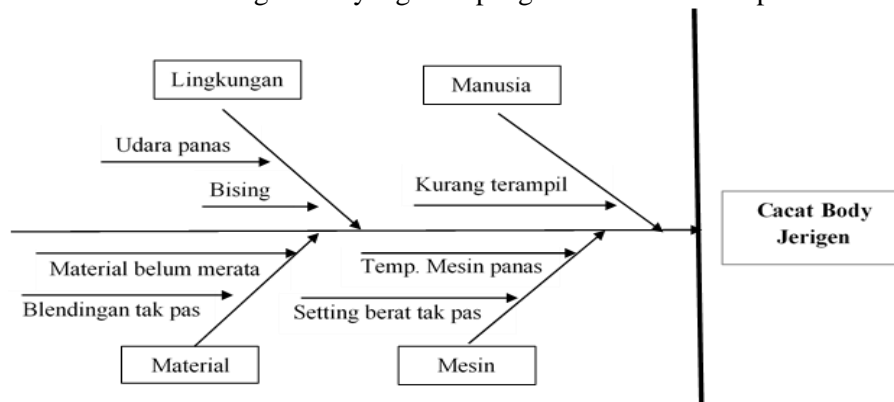 Lingkungan
Manusia
Udara panas
Bising
Kurang terampil
Cacat Body
Jerigen
Material belum merata
Temp. Mesin panas
Blendingan tak pas
Setting berat tak pas
Material
Mesin